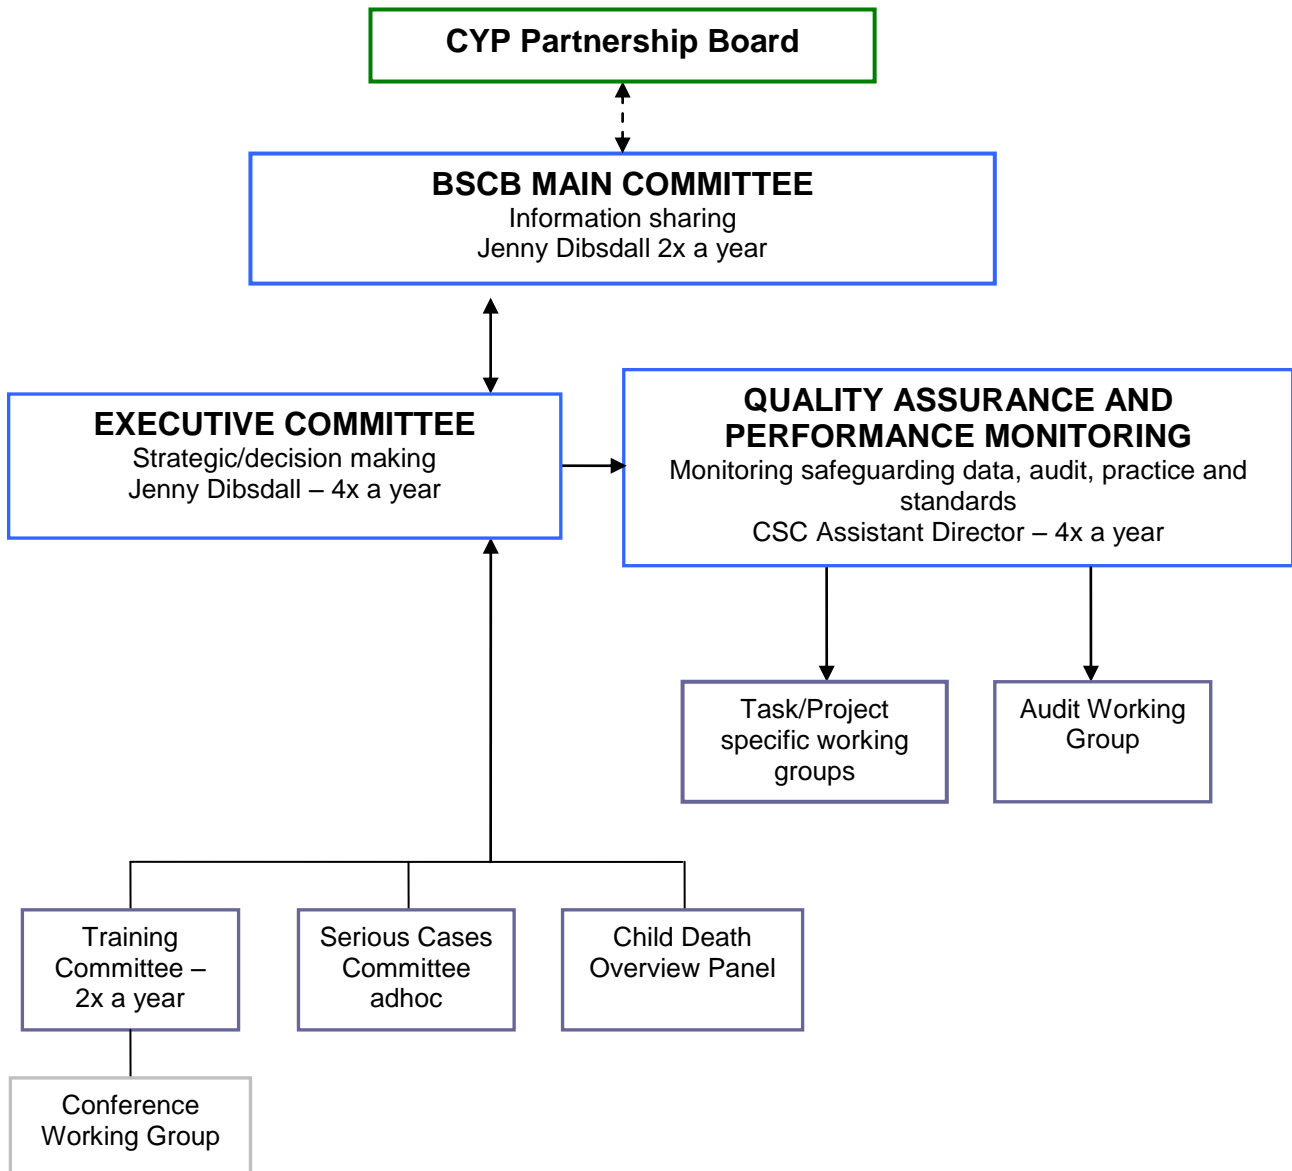 CYP Partnership Board
BSCB MAIN COMMITTEE
Information sharing
Jenny Dibsdall 2x a year
EXECUTIVE COMMITTEE
Strategic/decision making
Jenny Dibsdall – 4x a year
QUALITY ASSURANCE AND
PERFORMANCE MONITORING
Monitoring safeguarding data, audit, practice and
standards
CSC Assistant Director – 4x a year
Task/Project
specific working
groups
Audit Working
Group
Training
Committee –
2x a year
Serious Cases
Committee
adhoc
Child Death
Overview Panel
Conference
Working Group